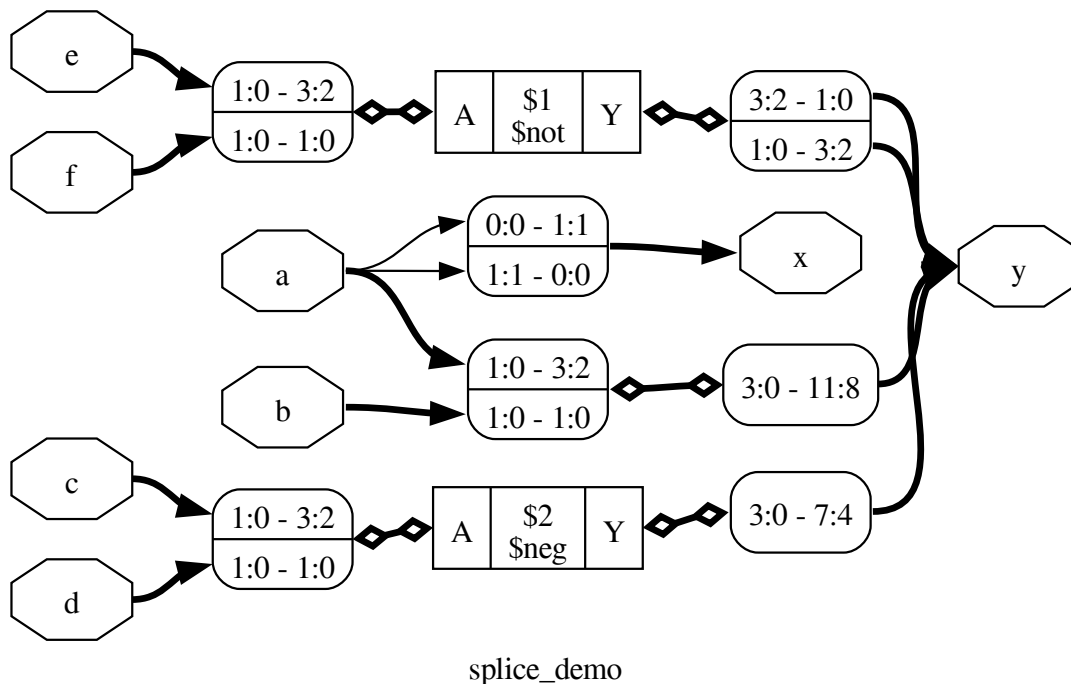 e
f
1:0 - 3:2
1:0 - 1:0
A
$1
$not
Y
3:2 - 1:0
1:0 - 3:2
a
0:0 - 1:1
1:1 - 0:0
x
y
b
1:0 - 3:2
1:0 - 1:0
3:0 - 11:8
c
d
1:0 - 3:2
1:0 - 1:0
A
$2
$neg
Y
3:0 - 7:4
splice_demo